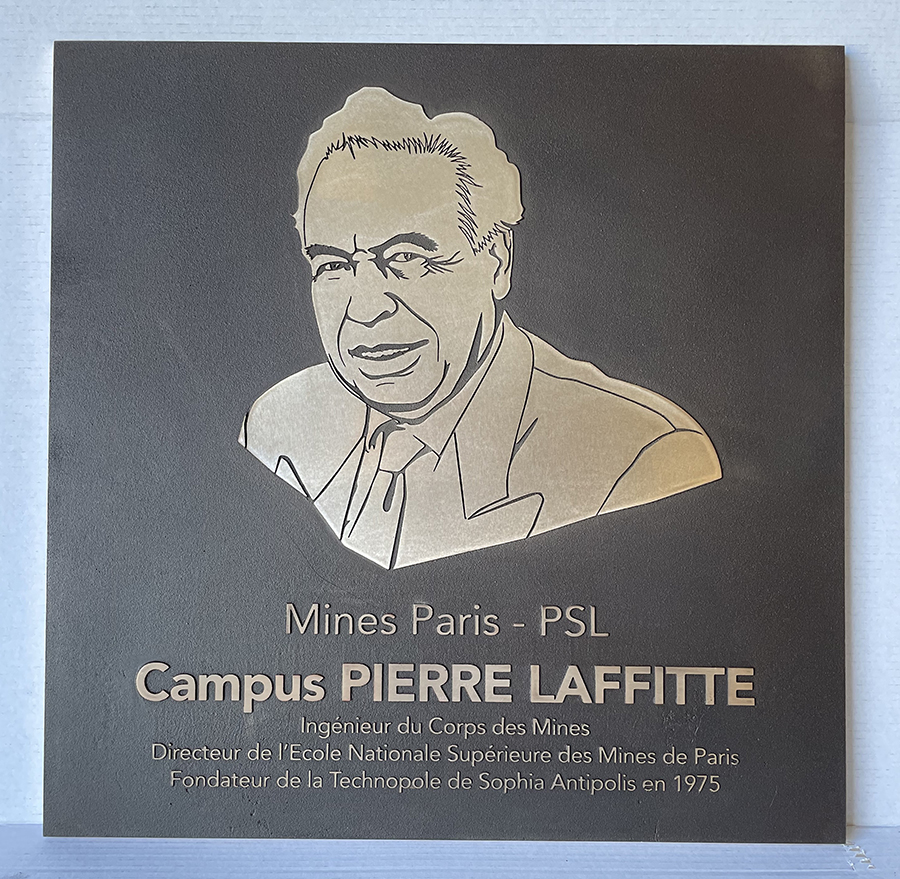 Mines Paris - PSL
Campus PIERRE LAFFITTE
Ingénieur du Corps des Mines
Directeur de l'Ecole Nationale Supérieure des Mines de Paris
Fondateur de la Technopole de Sophia Antipolis en 1975